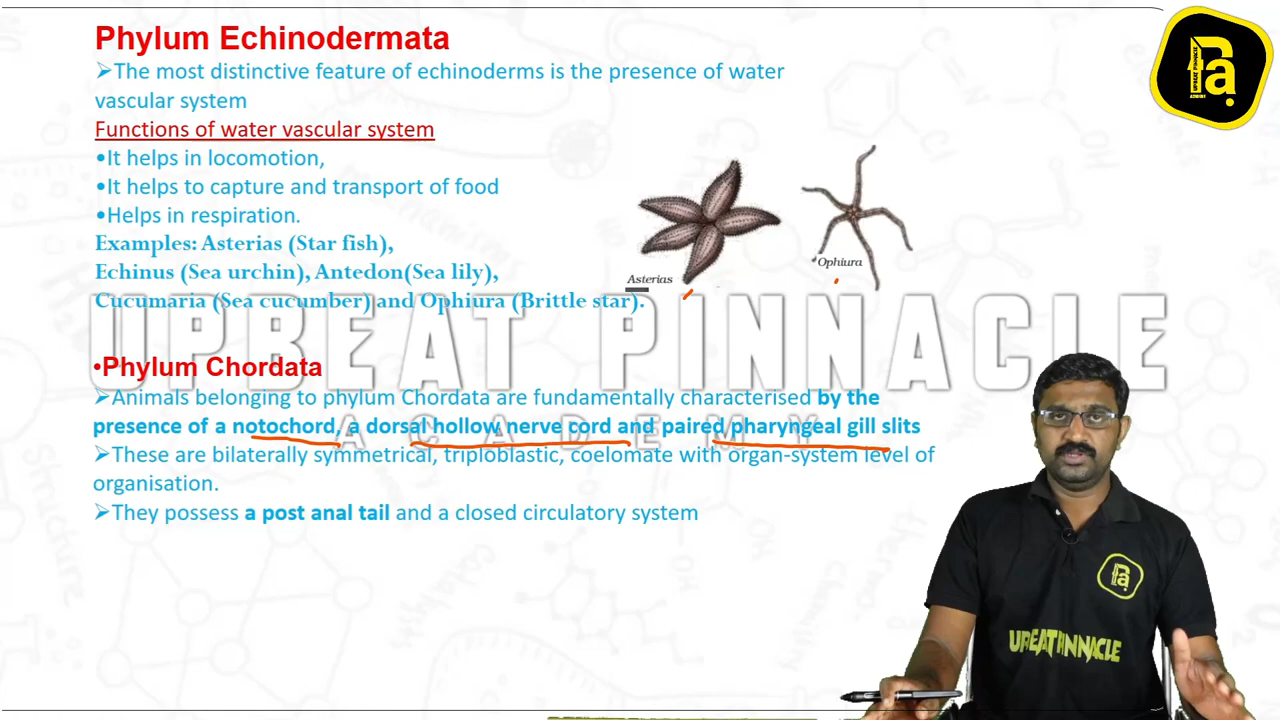 Phylum Echinodermata
➢The most distinctive feature of echinoderms is the presence of water
vascular system
Functions of water vascular system
•It helps in locomotion,
•It helps to capture and transport of food
•Helps in respiration.
Examples: Asterias (Star fish),
Echinus (Sea urchin), Antedon(Sea lily),
Cucumaria (Sea cucumber) and Ophiura (Brittle star).
Asterias
Ophiura
UPBEAT PINNACLE
ACADEMY
•Phylum Chordata
➢Animals belonging to phylum Chordata are fundamentally characterised by the
presence of a notochord, a dorsal hollow nerve cord and paired pharyngeal gill slits
➢These are bilaterally symmetrical, triploblastic, coelomate with organ-system level of
organisation.
➢They possess a post anal tail and a closed circulatory system
UPBEAT PINNACLE
Pa
UPBEAT PINNACLE